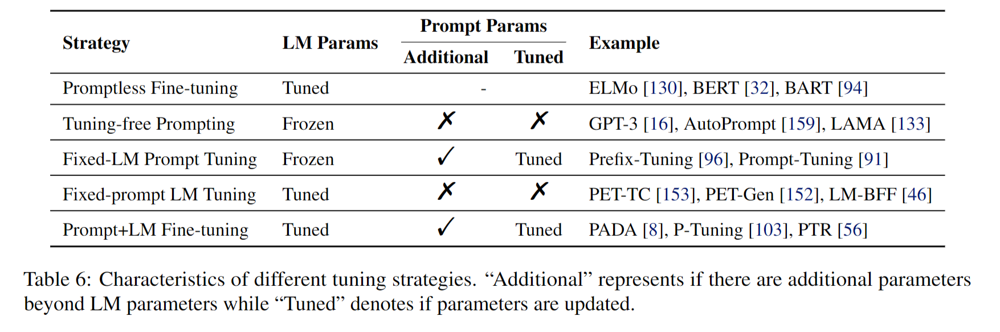 Strategy LM Params Prompt Params Example
Additional Tuned
Promptless Fine-tuning Tuned - ELMo [130], BERT [32], BART [94]
Tuning-free Prompting Frozen ✗ ✗ GPT-3 [16], AutoPrompt [159], LAMA [133]
Fixed-LM Prompt Tuning Frozen ✓ Tuned Prefix-Tuning [96], Prompt-Tuning [91]
Fixed-prompt LM Tuning Tuned ✗ ✗ PET-TC [153], PET-Gen [152], LM-BFF [46]
Prompt+LM Fine-tuning Tuned ✓ Tuned PADA [8], P-Tuning [103], PTR [56]
Table 6: Characteristics of different tuning strategies. “Additional” represents if there are additional parameters
beyond LM parameters while “Tuned” denotes if parameters are updated.